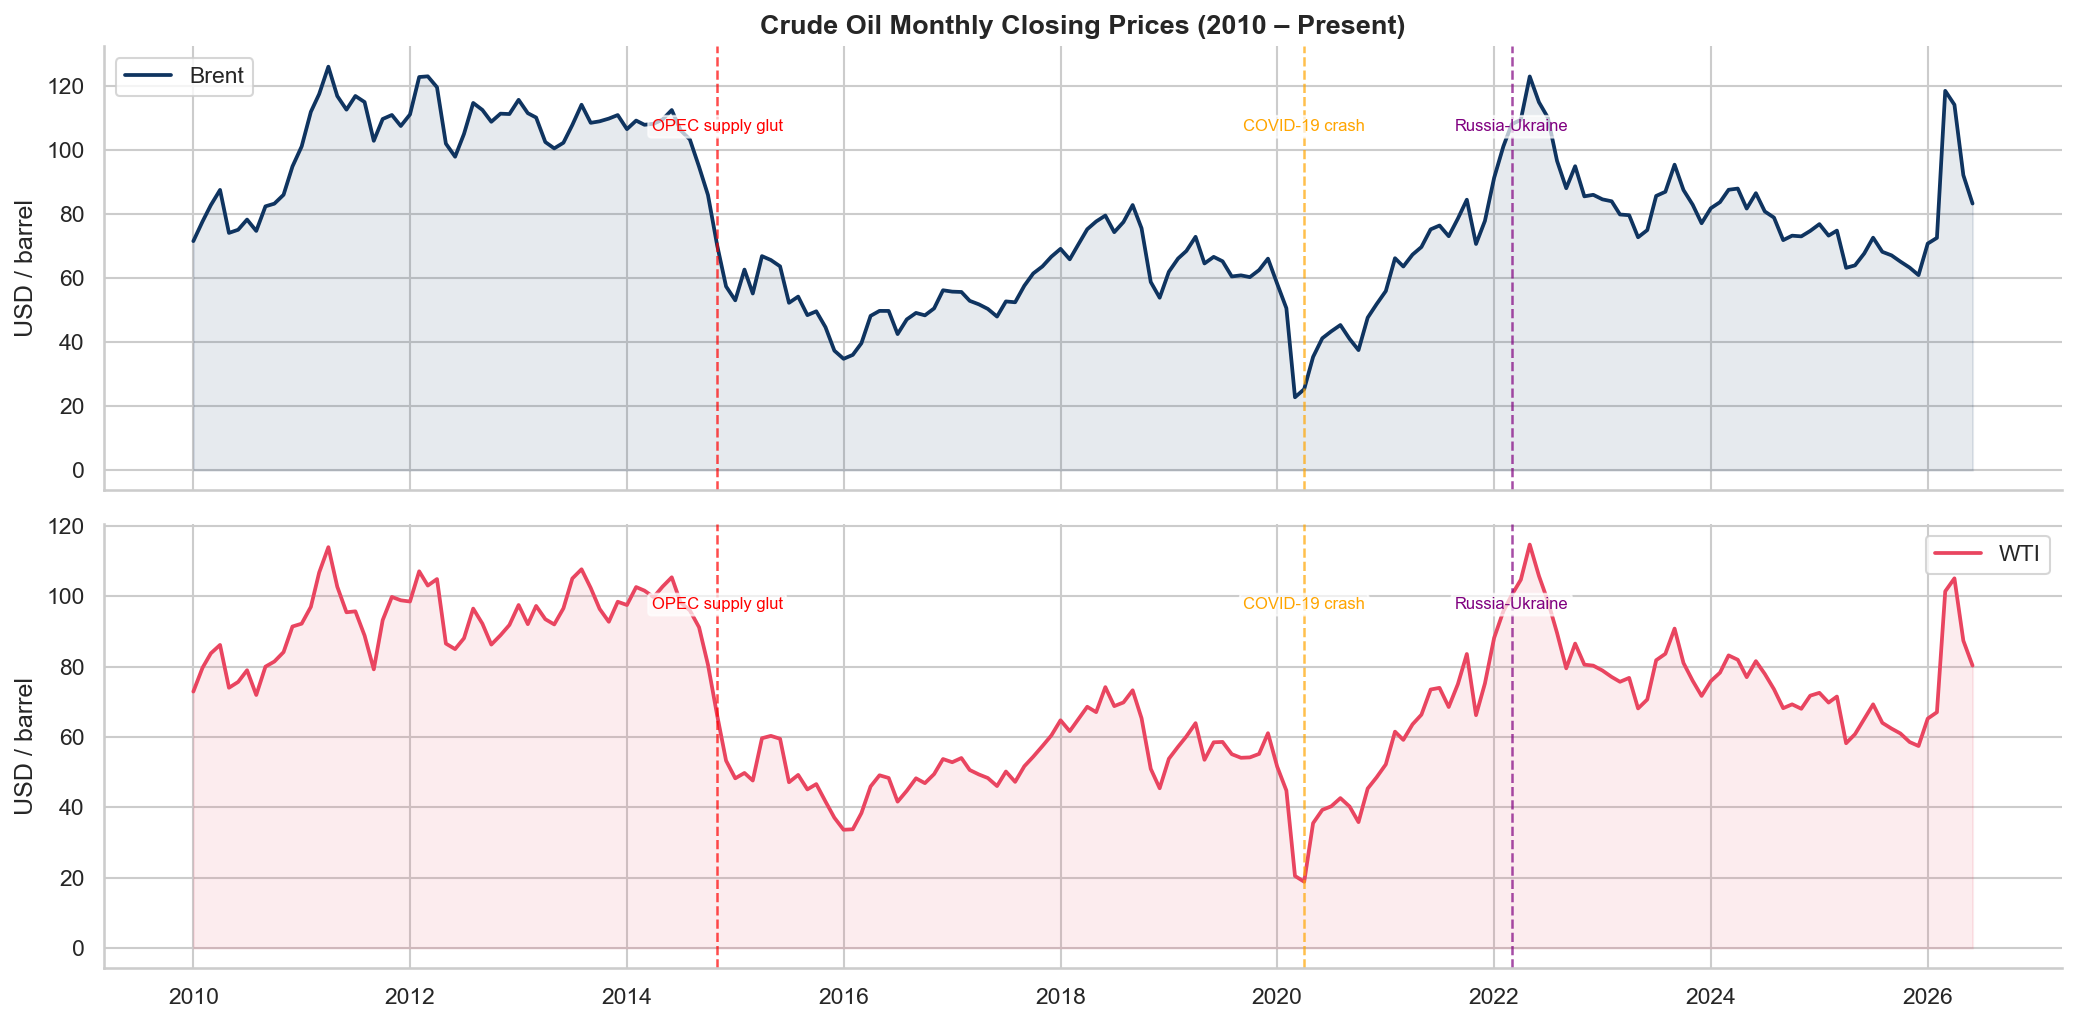 Crude Oil Monthly Closing Prices (2010 – Present)
Brent
USD / barrel
120
100
80
60
40
20
0
OPEC supply glut
COVID-19 crash
Russia-Ukraine
WTI
USD / barrel
120
100
80
60
40
20
0
OPEC supply glut
COVID-19 crash
Russia-Ukraine
2010 2012 2014 2016 2018 2020 2022 2024 2026